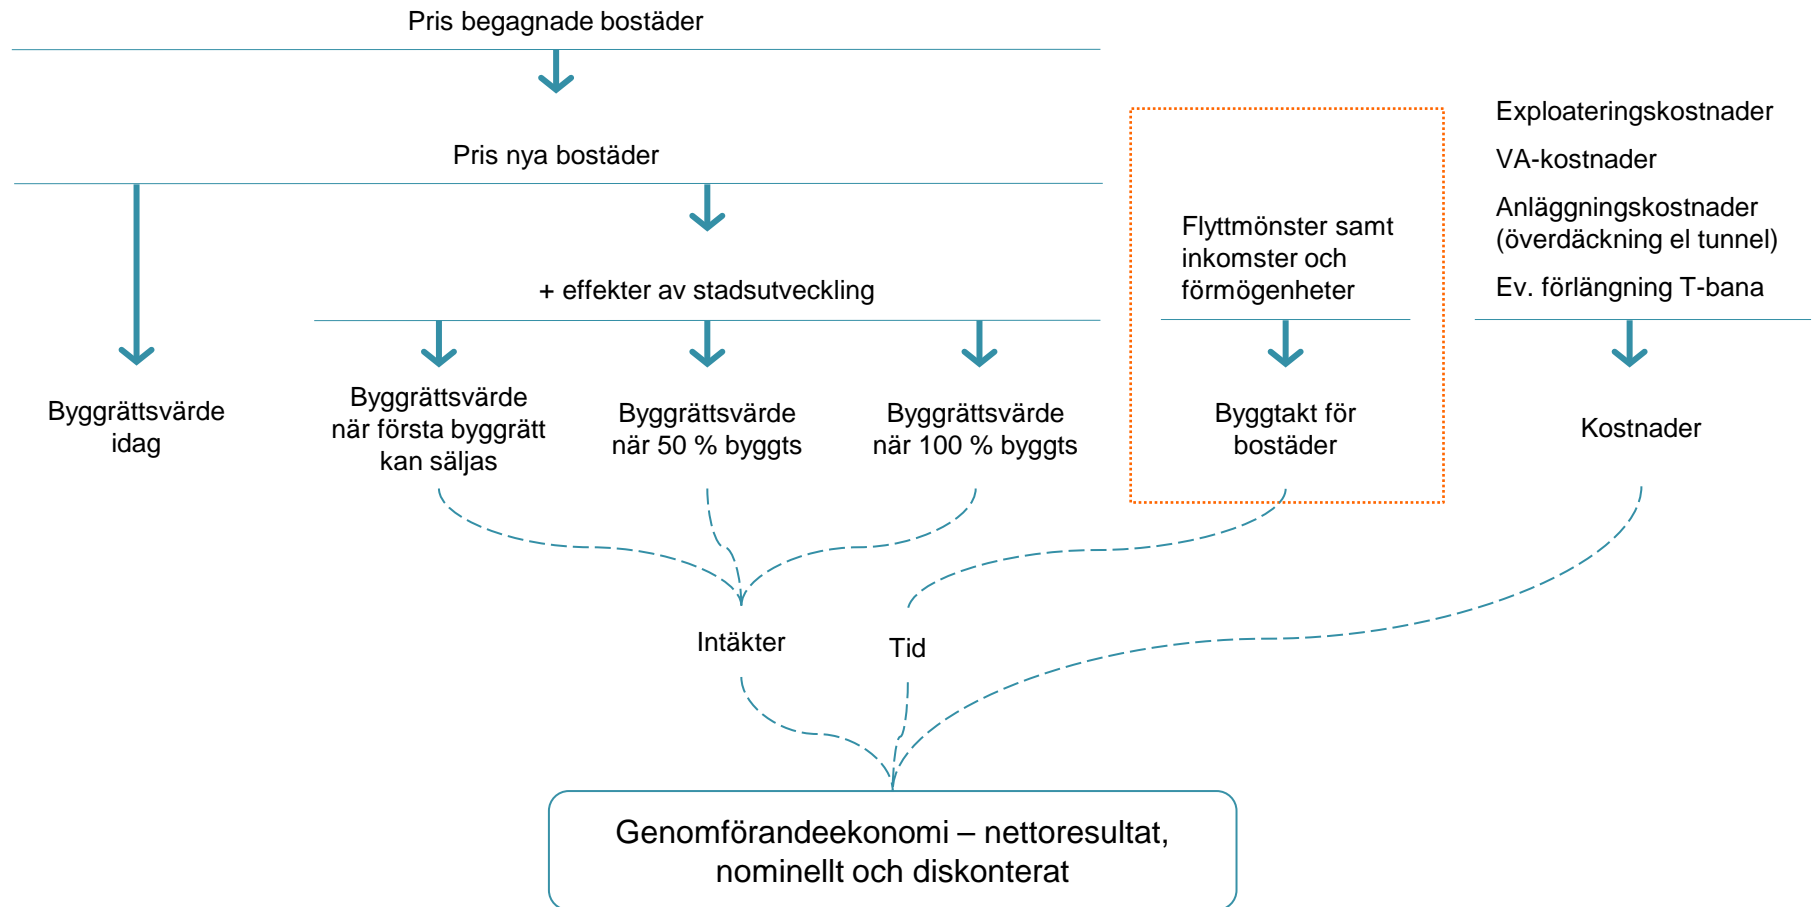 Pris begagnade bostäder
Pris nya bostäder
+ effekter av stadsutveckling
Flyttmönster samt
inkomster och
förmögenheter
Exploateringskostnader
VA-kostnader
Anläggningskostnader
(överdäckning el tunnel)
Ev. förlängning T-bana
Byggrättsvärde
idag
Byggrättsvärde
när första byggrätt
kan säljas
Byggrättsvärde
när 50 % byggts
Byggrättsvärde
när 100 % byggts
Byggtakt för
bostäder
Kostnader
Intäkter
Tid
Genomförandeekonomi – nettoresultat,
nominellt och diskonterat